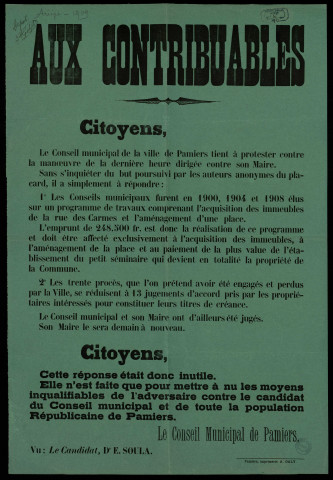 AUX CONTRIBUABLES
Citoyens,
Le Conseil municipal de la ville de Pamiers tient à protester contre
la manœuvre de la dernière heure dirigée contre son Maire.
Sans s'inquiéter du but poursuivi par les auteurs anonymes du pla-
card, il a simplement à répondre :
1° Les Conseils municipaux furent en 1900, 1904 et 1908 élus
sur un programme de travaux comprenant l'acquisition des immeubles
de la rue des Carmes et l'aménagement d'une place.
L'emprunt de 248.500 fr. est donc la réalisation de ce programme
et doit être affecté exclusivement à l'acquisition des immeubles, à
l'aménagement de la place et au paiement de la plus value de l'éta-
blissement du petit séminaire qui devient en totalité la propriété de
la Commune.
2° Les trente procès, que l'on prétend avoir été engagés et perdus
par la Ville, se réduisent à 13 jugements d'accord pris par les proprié-
taires intéressés pour constituer leurs titres de créance.
Le Conseil municipal et son Maire ont d'ailleurs été jugés.
Son Maire le sera demain à nouveau.
Citoyens,
Cette réponse était donc inutile.
Elle n'est faite que pour mettre à nu les moyens
inqualifiables de l'adversaire contre le candidat
du Conseil municipal et de toute la population
Républicaine de Pamiers.
Le Conseil Municipal de Pamiers.
Vu : Le Candidat, Dr E. SOULA.